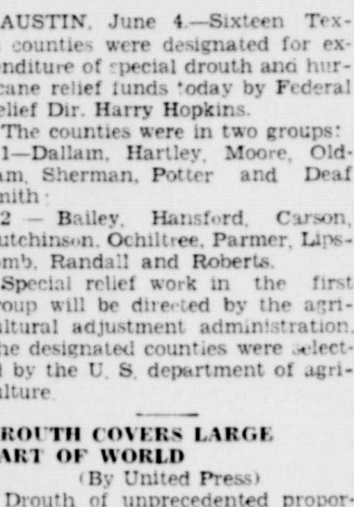 AUSTIN, June 4.—Sixteen Tex-
counties were designated for ex-
nditure of special drouth and hur-
cane relief funds today by Federal
elief Dir. Harry Hopkins.
The counties were in two groups:
1—Dallam, Hartley, Moore, Old-
am, Sherman, Potter and Deaf
mith
2 — Bailey, Hansford, Carson,
utchinson, Ochiltree, Parmer, Lips-
omb, Randall and Roberts.
Special relief work in the first
roup will be directed by the agri-
ultural adjustment administration.
he designated counties were select-
d by the U. S. department of agri-
ulture.
ROUTH COVERS LARGE
ART OF WORLD
(By United Press)
Drouth of unprecedented propor-